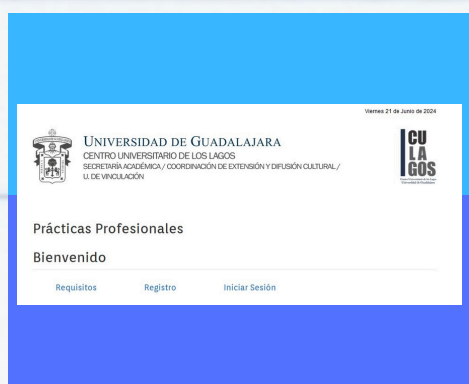 Viernes 21 de Junio de 2024
UNIVERSIDAD DE GUADALAJARA
CENTRO UNIVERSITARIO DE LOS LAGOS
SECRETARÍA ACADÉMICA / COORDINACIÓN DE EXTENSIÓN Y DIFUSIÓN CULTURAL /
U. DE VINCULACIÓN
CU
LA
GOS
Prácticas Profesionales
Bienvenido
Requisitos Registro Iniciar Sesión